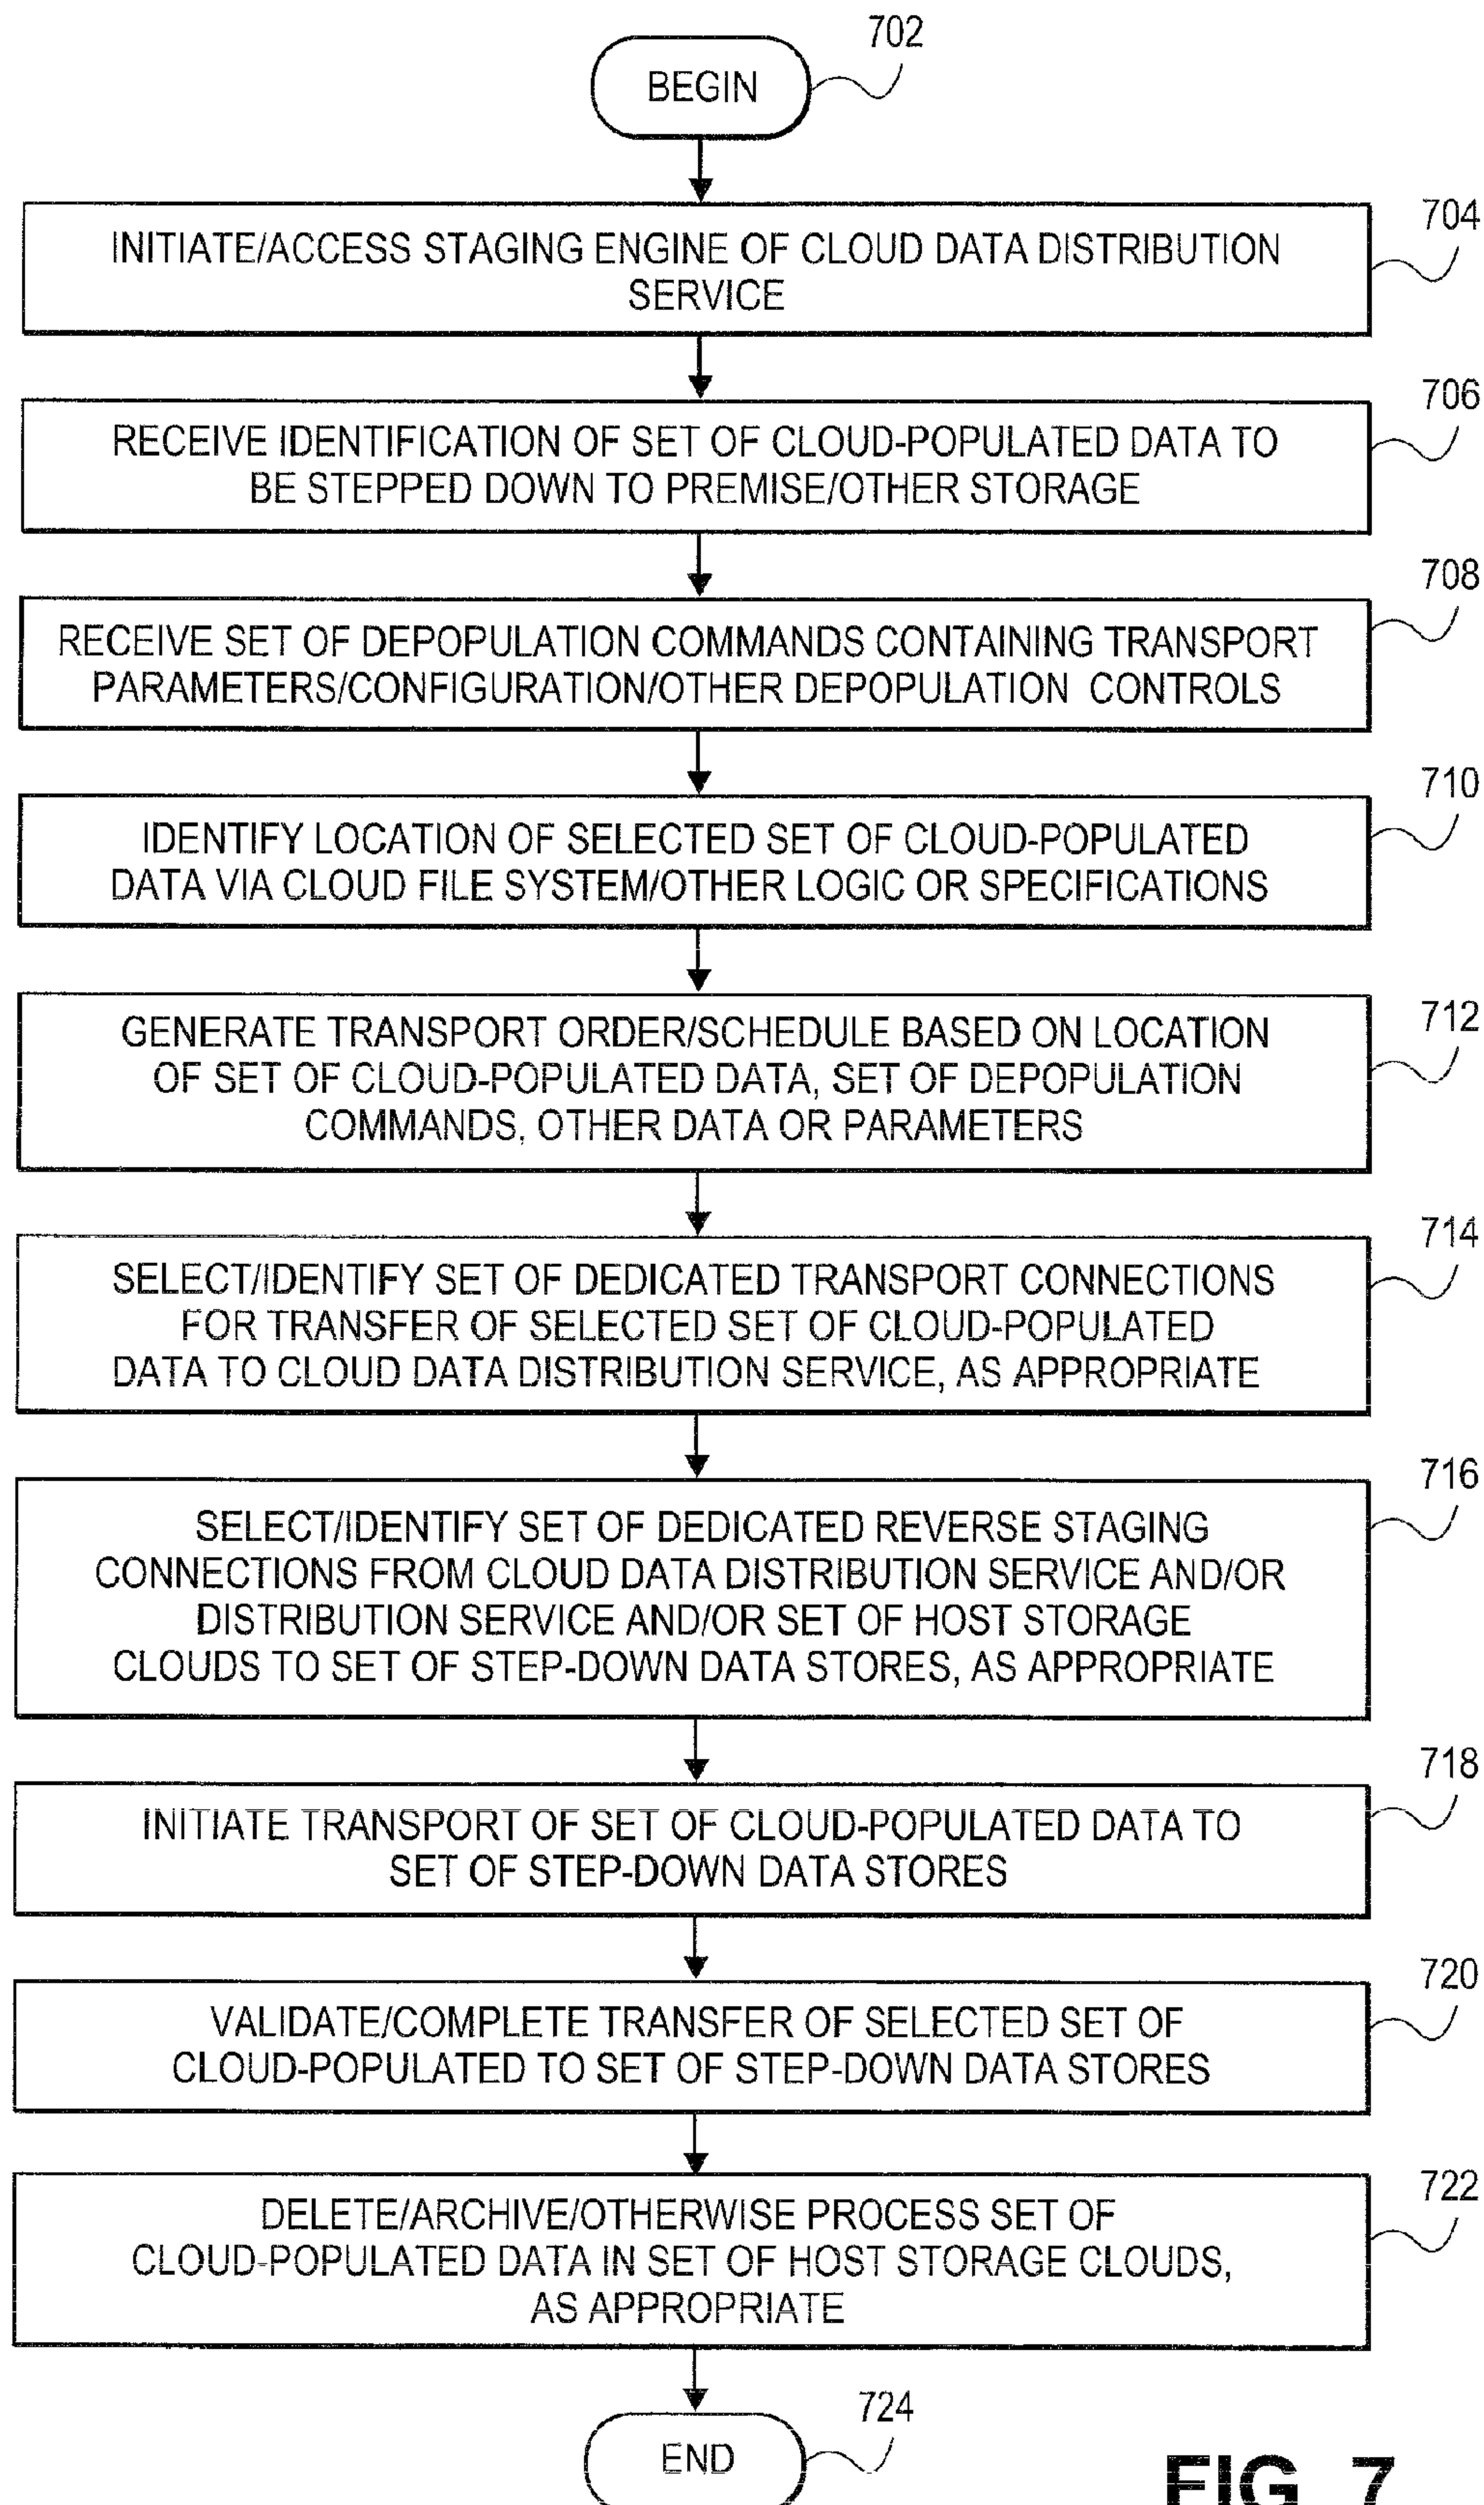 702
BEGIN
704
INITIATE/ACCESS STAGING ENGINE OF CLOUD DATA DISTRIBUTION
SERVICE
706
RECEIVE IDENTIFICATION OF SET OF CLOUD-POPULATED DATA TO
BE STEPPED DOWN TO PREMISE/OTHER STORAGE
708
RECEIVE SET OF DEPOPULATION COMMANDS CONTAINING TRANSPORT
PARAMETERS/CONFIGURATION/OTHER DEPOPULATION CONTROLS
710
IDENTIFY LOCATION OF SELECTED SET OF CLOUD-POPULATED
DATA VIA CLOUD FILE SYSTEM/OTHER LOGIC OR SPECIFICATIONS
712
GENERATE TRANSPORT ORDER/SCHEDULE BASED ON LOCATION
OF SET OF CLOUD-POPULATED DATA, SET OF DEPOPULATION
COMMANDS, OTHER DATA OR PARAMETERS
714
SELECT/IDENTIFY SET OF DEDICATED TRANSPORT CONNECTIONS
FOR TRANSFER OF SELECTED SET OF CLOUD-POPULATED
DATA TO CLOUD DATA DISTRIBUTION SERVICE, AS APPROPRIATE
716
SELECT/IDENTIFY SET OF DEDICATED REVERSE STAGING
CONNECTIONS FROM CLOUD DATA DISTRIBUTION SERVICE AND/OR
DISTRIBUTION SERVICE AND/OR SET OF HOST STORAGE
CLOUDS TO SET OF STEP-DOWN DATA STORES, AS APPROPRIATE
718
INITIATE TRANSPORT OF SET OF CLOUD-POPULATED DATA TO
SET OF STEP-DOWN DATA STORES
720
VALIDATE/COMPLETE TRANSFER OF SELECTED SET OF
CLOUD-POPULATED TO SET OF STEP-DOWN DATA STORES
722
DELETE/ARCHIVE/OTHERWISE PROCESS SET OF
CLOUD-POPULATED DATA IN SET OF HOST STORAGE CLOUDS,
AS APPROPRIATE
724
END
FIG. 7